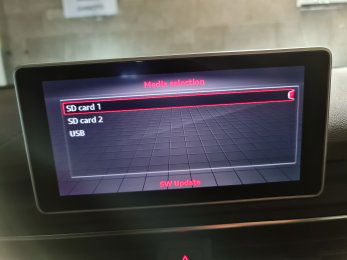 Media selection
SD card 1
SD card 2
USB
SW Update